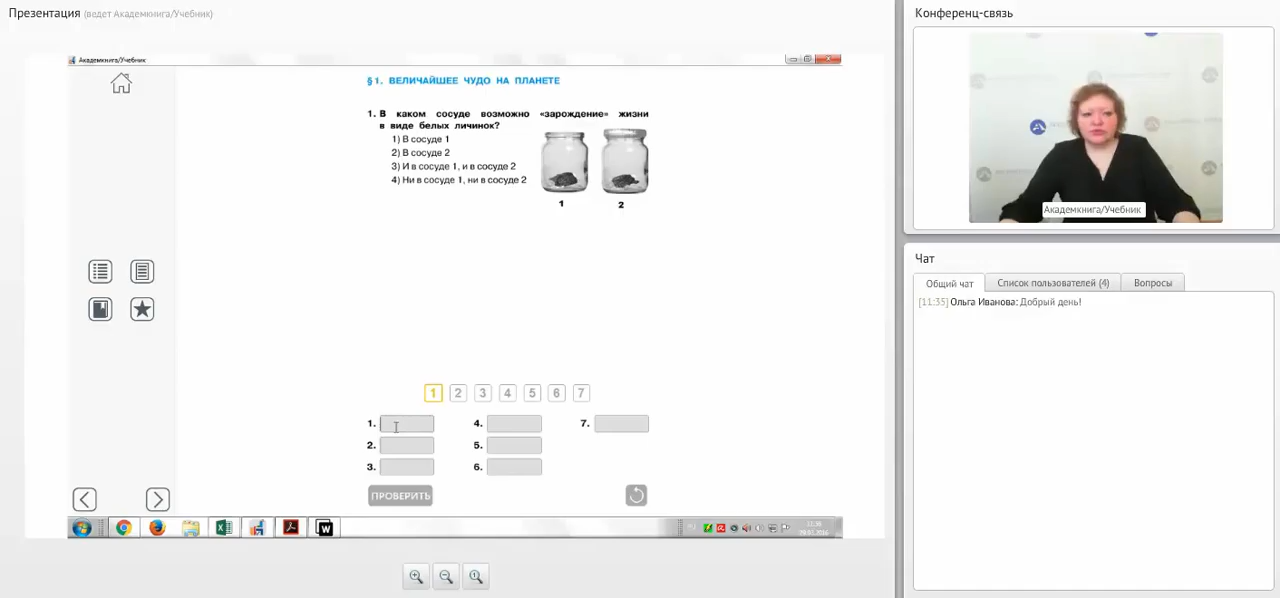 Презентация (ведет Академкнига/Учебник)
Академкнига/Учебник
§ 1. ВЕЛИЧАЙШЕЕ ЧУДО НА ПЛАНЕТЕ
1. В каком сосуде возможно «зарождение» жизни
в виде белых личинок?
1) В сосуде 1
2) В сосуде 2
3) И в сосуде 1, и в сосуде 2
4) Ни в сосуде 1, ни в сосуде 2
1 2
1 2 3 4 5 6 7
1. 4. 7.
2. 5.
3. 6.
ПРОВЕРИТЬ
RU
Конференц-связь
Академкнига/Учебник
Чат
Общий чат Список пользователей (4) Вопросы
[11:35] Ольга Иванова: Добрый день!